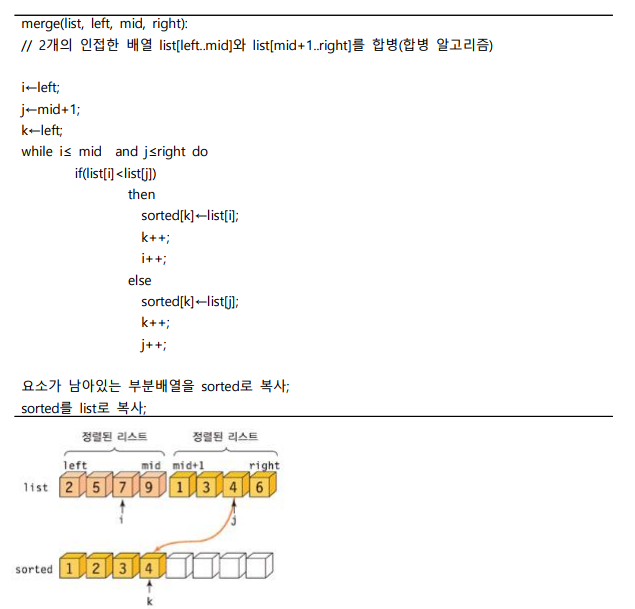 merge(list, left, mid, right):
// 2개의 인접한 배열 list[left..mid]와 list[mid+1..right]를 합병(합병 알고리즘)
i←left;
j←mid+1;
k←left;
while i≤ mid and j≤right do
if(list[i]<list[j])
then
sorted[k]←list[i];
k++;
i++;
else
sorted[k]←list[j];
k++;
j++;
요소가 남아있는 부분배열을 sorted로 복사;
sorted를 list로 복사;
정렬된 리스트 정렬된 리스트
left mid mid+1 right
list 2 5 7 9 1 3 4 6
i j
sorted 1 2 3 4
k